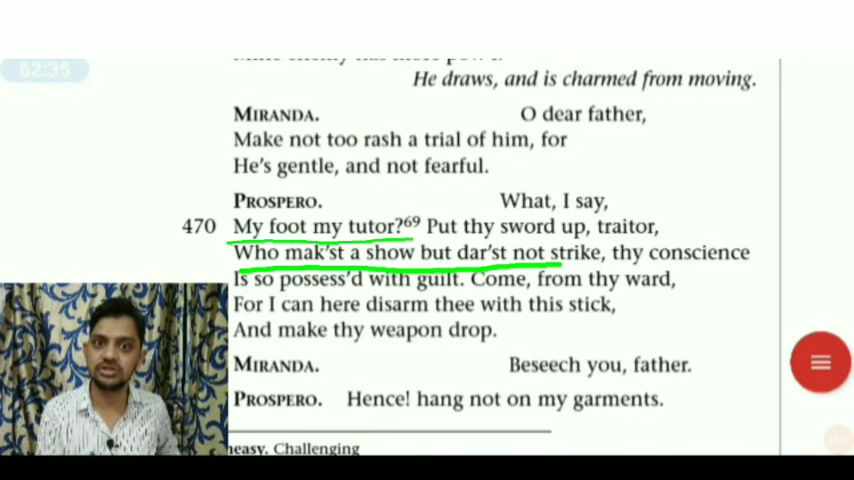 62:35
He draws, and is charmed from moving.
MIRANDA. O dear father,
Make not too rash a trial of him, for
He's gentle, and not fearful.
PROSPERO. What, I say,
470 My foot my tutor?69 Put thy sword up, traitor,
Who mak'st a show but dar'st not strike, thy conscience
Is so possess'd with guilt. Come, from thy ward,
For I can here disarm thee with this stick,
And make thy weapon drop.
MIRANDA. Beseech you, father.
PROSPERO. Hence! hang not on my garments.
Challenging